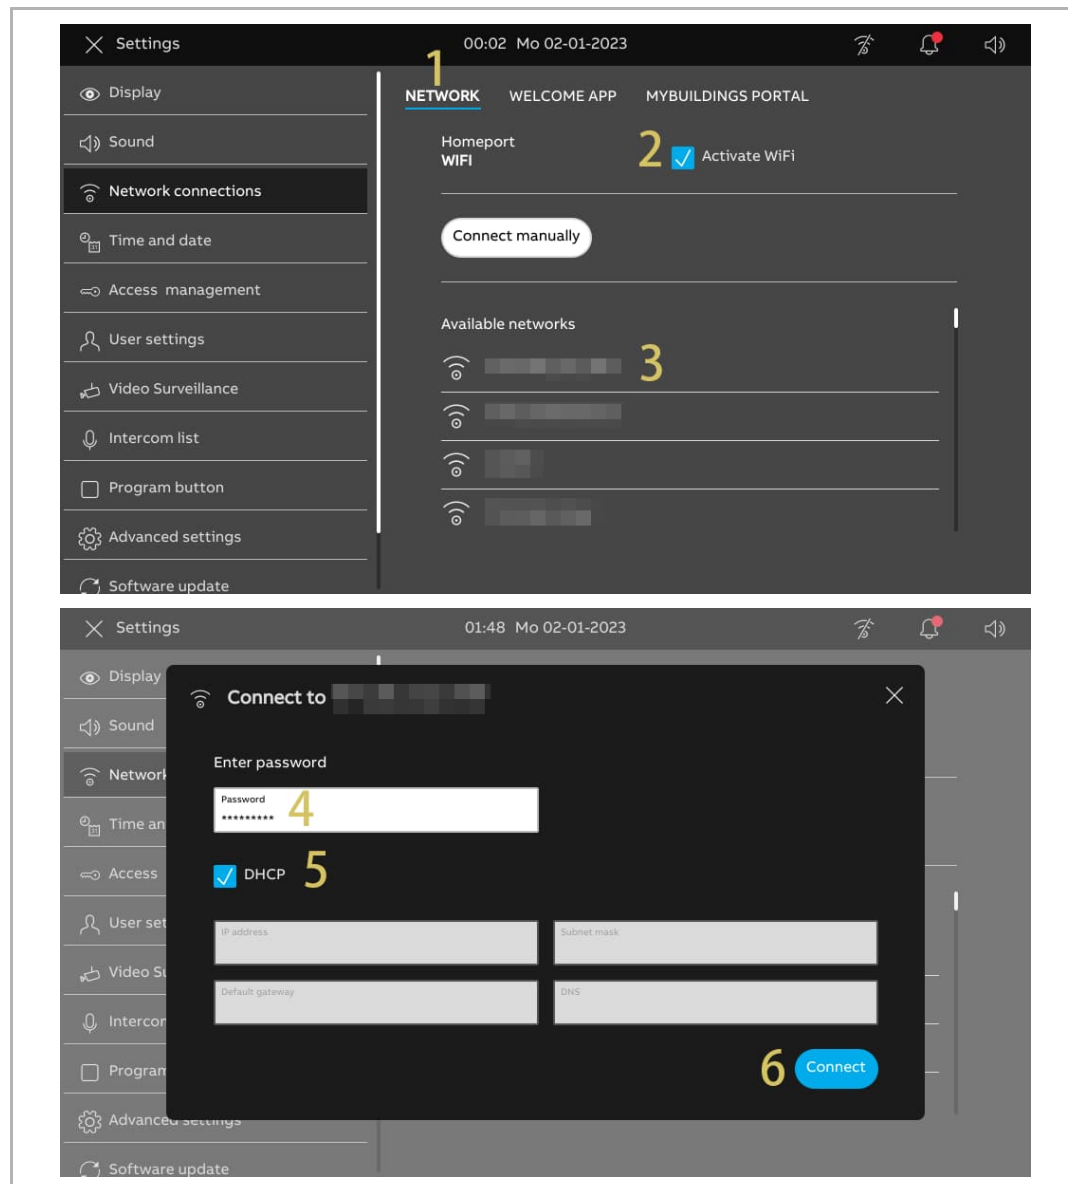 Settings 00:02 Mo 02-01-2023
1
Display
Sound
Network connections
Time and date
Access management
User settings
Video Surveillance
Intercom list
Program button
Advanced settings
Software update
NETWORK WELCOME APP MYBUILDINGS PORTAL
Homeport
WIFI
2 Activate WiFi
Connect manually
Available networks
3
Settings 01:48 Mo 02-01-2023
Display
Sound
Network
Time an
Access
User set
Video Su
Intercom
Program
Advanced settings
Software update
Connect to
Enter password
Password
********* 4
DHCP 5
IP address Subnet mask
Default gateway DNS
6 Connect